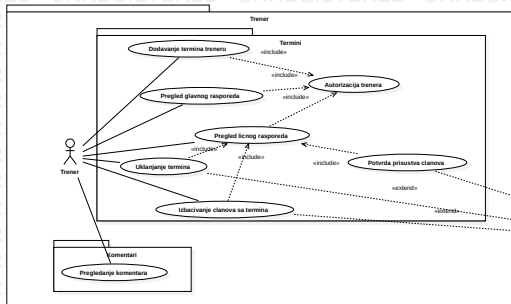 Trener
Termini
Dodavanje termina treneru
«include»
«include»
Autorizacija trenera
Pregled glavnog rasporeda
«include»
Pregled licnog rasporeda
«include»
«include»
«include»
Potvrda prisustva clanova
Uklanjanje termina
Trener
«extend»
Izbacivanje clanova sa termina
«extend»
Komentari
Pregledanje komentara